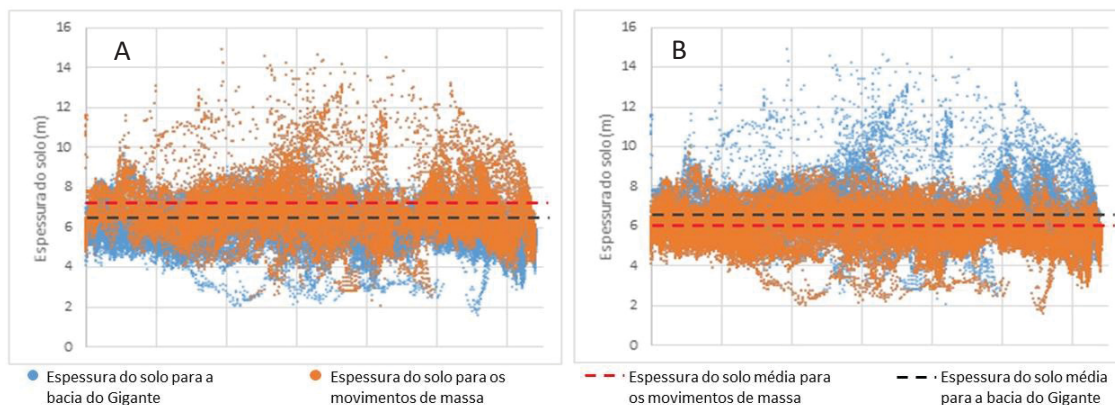 A
B
16
14
12
10
8
6
4
2
0
Espessura do solo(m)
16
14
12
10
8
6
4
2
0
Espessura do solo(m)
Espessura do solo para a
bacia do Gigante
Espessura do solo para os
movimentos de massa
Espessura do solo média para
os movimentos de massa
Espessura do solo média
para a bacia do Gigante